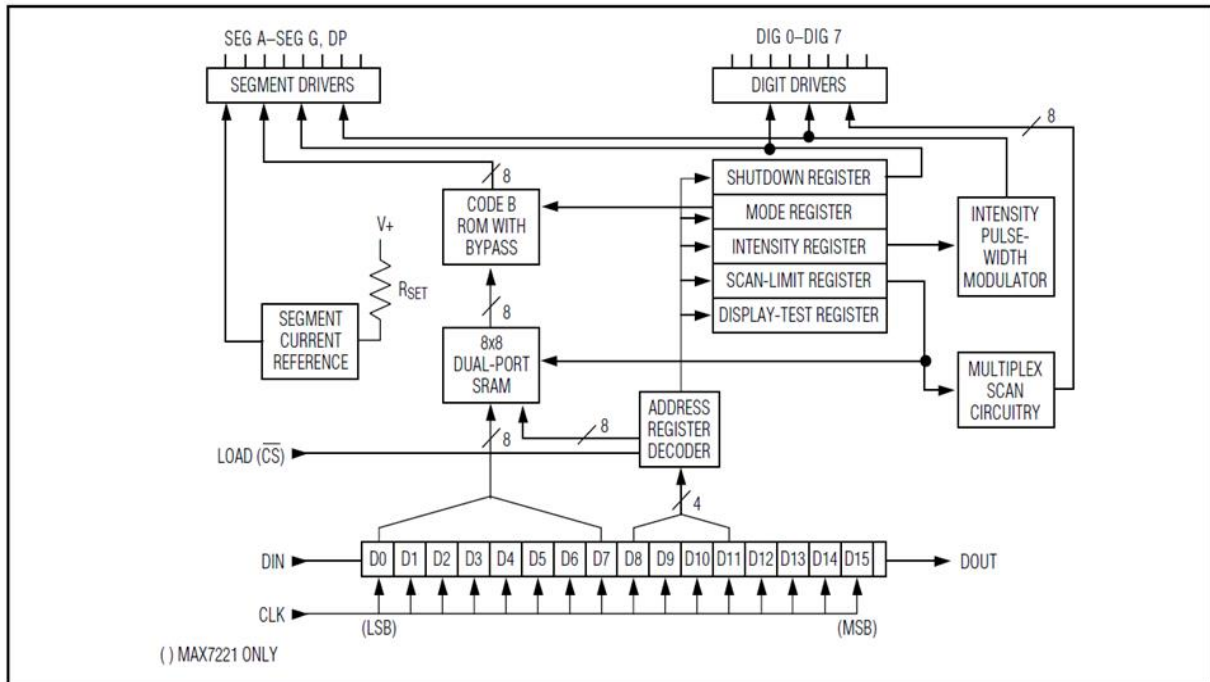 SEG A–SEG G, DP
DIG 0–DIG 7
SEGMENT DRIVERS
DIGIT DRIVERS
8
8
CODE B
ROM WITH
BYPASS
SHUTDOWN REGISTER
MODE REGISTER
INTENSITY REGISTER
SCAN-LIMIT REGISTER
DISPLAY-TEST REGISTER
INTENSITY
PULSE-
WIDTH
MODULATOR
V+
RSET
SEGMENT
CURRENT
REFERENCE
8
8x8
DUAL-PORT
SRAM
MULTIPLEX
SCAN
CIRCUITRY
ADDRESS
REGISTER
DECODER
8
8
LOAD (C̅S̅)
4
DIN
D0 D1 D2 D3 D4 D5 D6 D7 D8 D9 D10 D11 D12 D13 D14 D15
DOUT
CLK
(LSB)
(MSB)
( ) MAX7221 ONLY